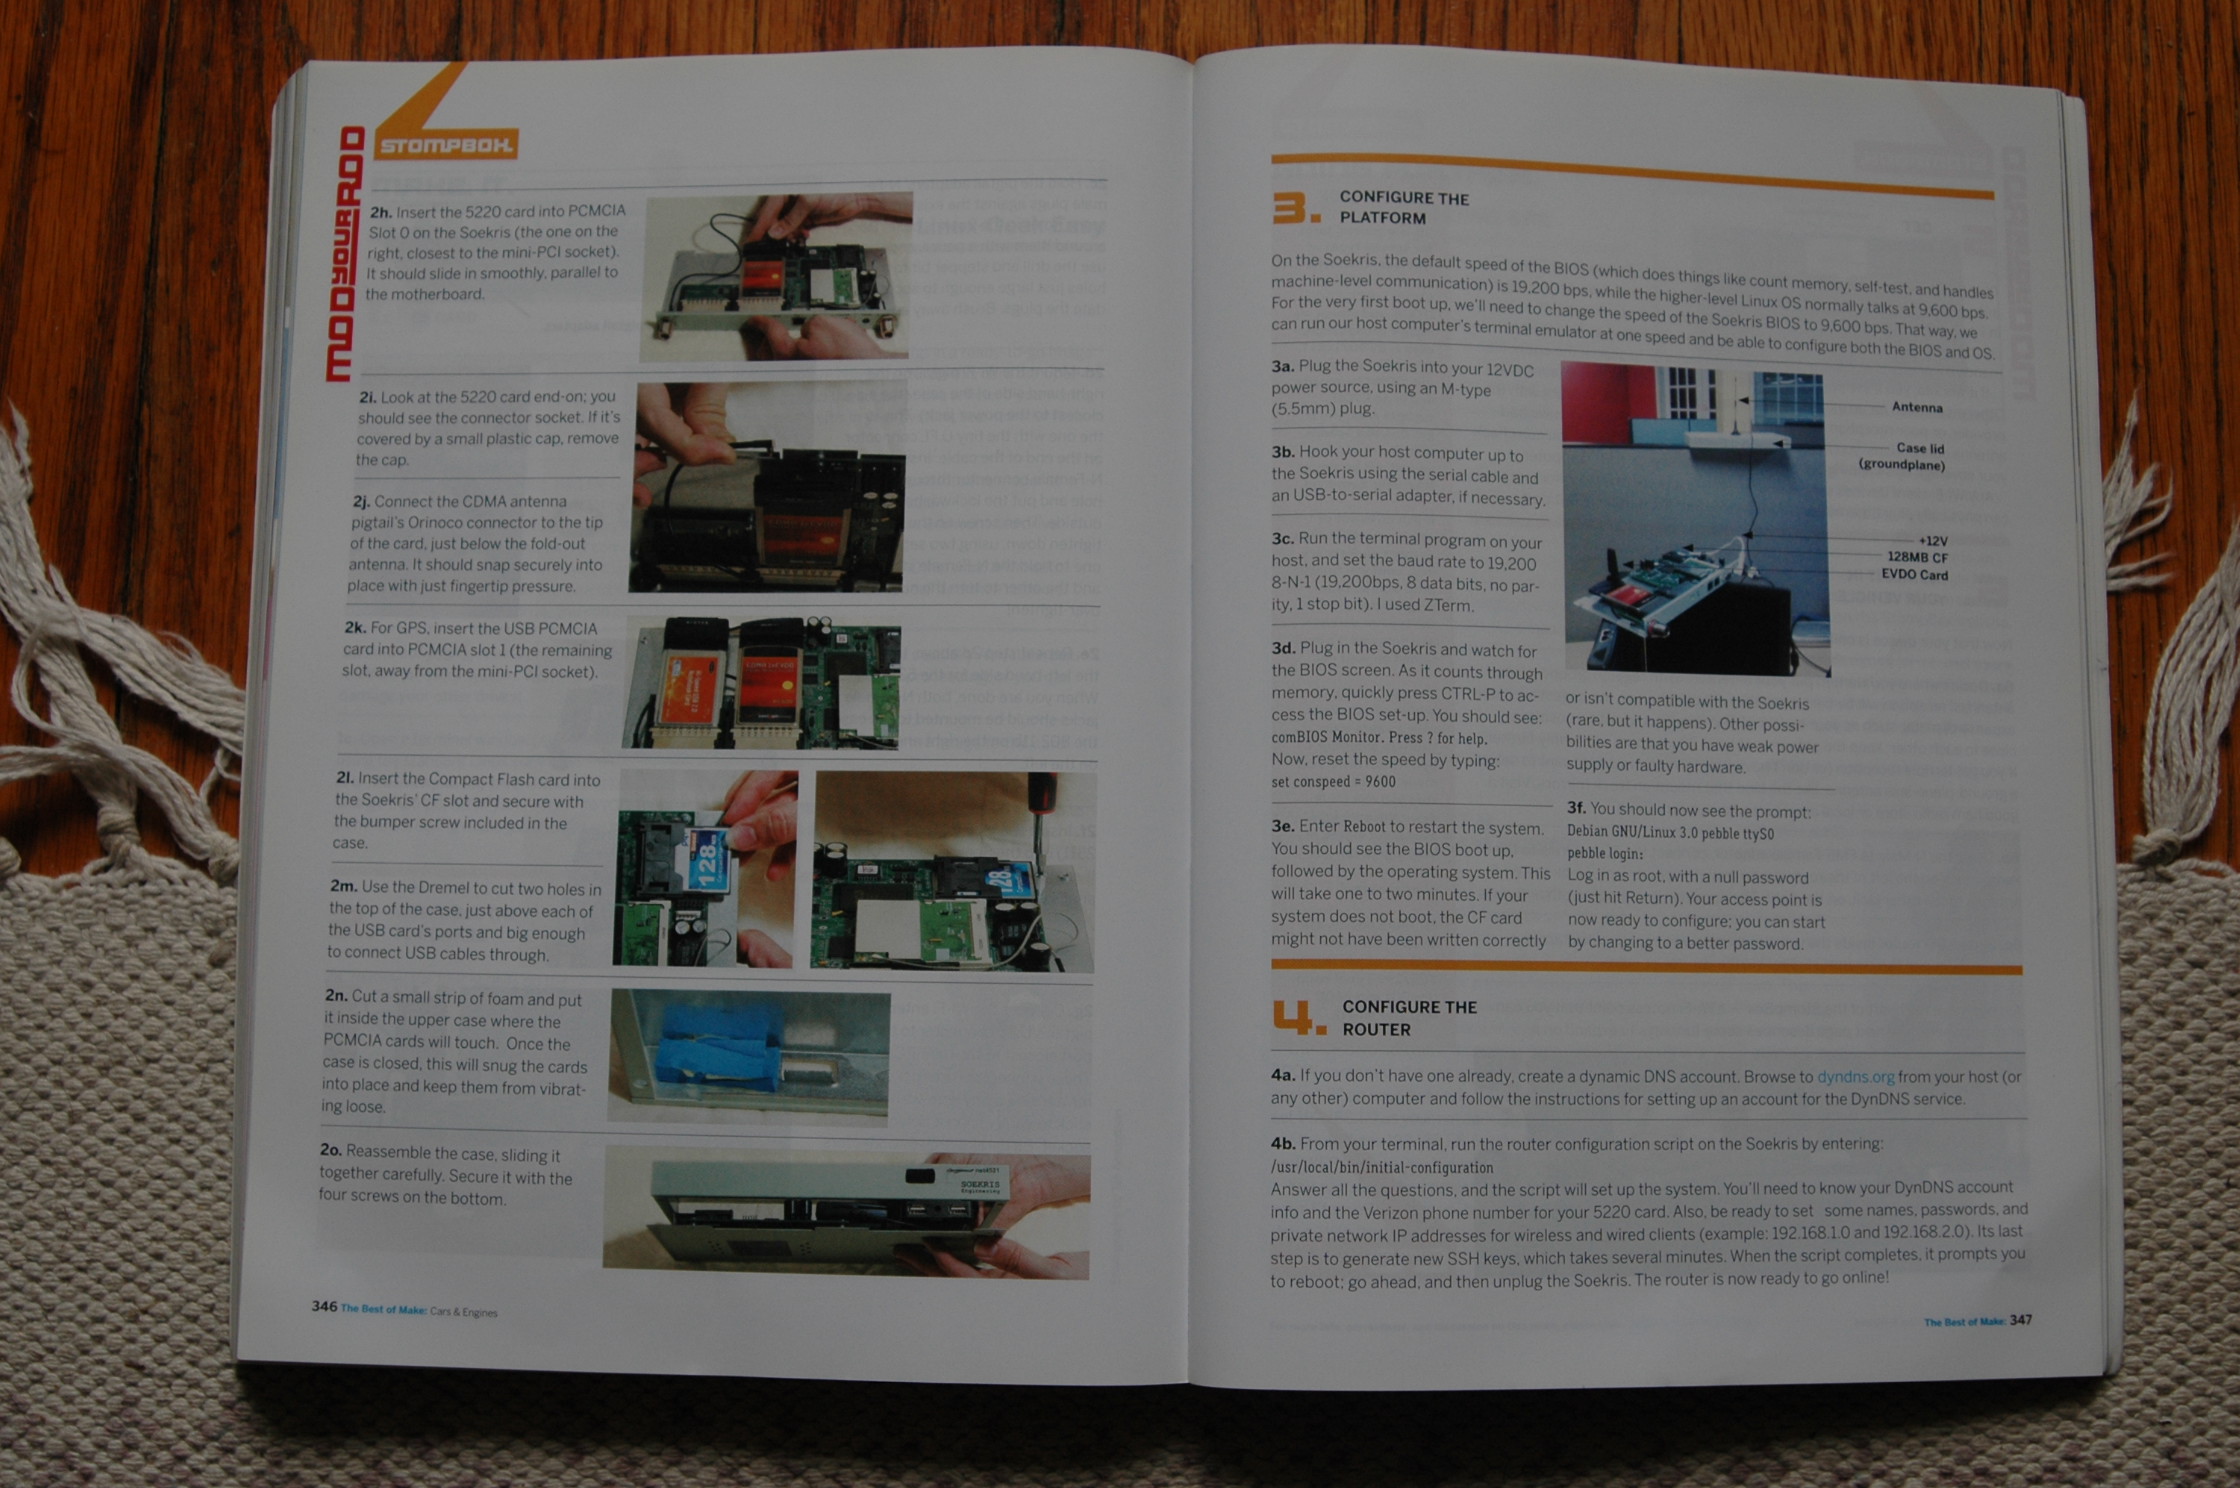 MOD YOUR ROD
STOMPBOX
2h. Insert the 5220 card into PCMCIA
Slot 0 on the Soekris (the one on the
right, closest to the mini-PCI socket).
It should slide in smoothly, parallel to
the motherboard.
2i. Look at the 5220 card end-on; you
should see the connector socket. If it's
covered by a small plastic cap, remove
the cap.
2j. Connect the CDMA antenna
pigtail's Orinoco connector to the tip
of the card, just below the fold-out
antenna. It should snap securely into
place with just fingertip pressure.
2k. For GPS, insert the USB PCMCIA
card into PCMCIA slot 1 (the remaining
slot, away from the mini-PCI socket).
2l. Insert the Compact Flash card into
the Soekris' CF slot and secure with
the bumper screw included in the
case.
2m. Use the Dremel to cut two holes in
the top of the case, just above each of
the USB card's ports and big enough
to connect USB cables through.
2n. Cut a small strip of foam and put
it inside the upper case where the
PCMCIA cards will touch. Once the
case is closed, this will snug the cards
into place and keep them from vibrat-
ing loose.
2o. Reassemble the case, sliding it
together carefully. Secure it with the
four screws on the bottom.
128
128
SOEKRIS
Engineering
346 The Best of Make: Cars & Engines
3. CONFIGURE THE
PLATFORM
On the Soekris, the default speed of the BIOS (which does things like count memory, self-test, and handles
machine-level communication) is 19,200 bps, while the higher-level Linux OS normally talks at 9,600 bps.
For the very first boot up, we'll need to change the speed of the Soekris BIOS to 9,600 bps. That way, we
can run our host computer's terminal emulator at one speed and be able to configure both the BIOS and OS.
3a. Plug the Soekris into your 12VDC
power source, using an M-type
(5.5mm) plug.
3b. Hook your host computer up to
the Soekris using the serial cable and
an USB-to-serial adapter, if necessary.
3c. Run the terminal program on your
host, and set the baud rate to 19,200
8-N-1 (19,200bps, 8 data bits, no par-
ity, 1 stop bit). I used ZTerm.
3d. Plug in the Soekris and watch for
the BIOS screen. As it counts through
memory, quickly press CTRL-P to ac-
cess the BIOS set-up. You should see:
comBIOS Monitor. Press ? for help.
Now, reset the speed by typing:
set conspeed = 9600
3e. Enter Reboot to restart the system.
You should see the BIOS boot up,
followed by the operating system. This
will take one to two minutes. If your
system does not boot, the CF card
might not have been written correctly
Antenna
Case lid
(groundplane)
+12V
128MB CF
EVDO Card
or isn't compatible with the Soekris
(rare, but it happens). Other possi-
bilities are that you have weak power
supply or faulty hardware.
3f. You should now see the prompt:
Debian GNU/Linux 3.0 pebble ttyS0
pebble login:
Log in as root, with a null password
(just hit Return). Your access point is
now ready to configure; you can start
by changing to a better password.
4. CONFIGURE THE
ROUTER
4a. If you don't have one already, create a dynamic DNS account. Browse to dyndns.org from your host (or
any other) computer and follow the instructions for setting up an account for the DynDNS service.
4b. From your terminal, run the router configuration script on the Soekris by entering:
/usr/local/bin/initial-configuration
Answer all the questions, and the script will set up the system. You'll need to know your DynDNS account
info and the Verizon phone number for your 5220 card. Also, be ready to set some names, passwords, and
private network IP addresses for wireless and wired clients (example: 192.168.1.0 and 192.168.2.0). Its last
step is to generate new SSH keys, which takes several minutes. When the script completes, it prompts you
to reboot; go ahead, and then unplug the Soekris. The router is now ready to go online!
The Best of Make: 347